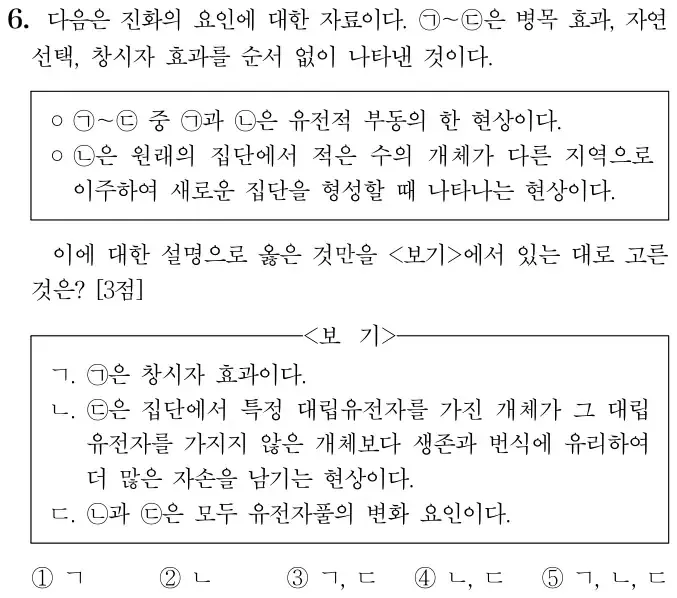 6. 다음은 진화의 요인에 대한 자료이다. ㉠~㉢은 병목 효과, 자연
선택, 창시자 효과를 순서 없이 나타낸 것이다.
○ ㉠~㉢ 중 ㉠과 ㉡은 유전적 부동의 한 현상이다.
○ ㉡은 원래의 집단에서 적은 수의 개체가 다른 지역으로
이주하여 새로운 집단을 형성할 때 나타나는 현상이다.
이에 대한 설명으로 옳은 것만을 <보기>에서 있는 대로 고른
것은? [3점]
<보 기>
ㄱ. ㉠은 창시자 효과이다.
ㄴ. ㉢은 집단에서 특정 대립유전자를 가진 개체가 그 대립
유전자를 가지지 않은 개체보다 생존과 번식에 유리하여
더 많은 자손을 남기는 현상이다.
ㄷ. ㉡과 ㉢은 모두 유전자풀의 변화 요인이다.
① ㄱ ② ㄴ ③ ㄱ, ㄷ ④ ㄴ, ㄷ ⑤ ㄱ, ㄴ, ㄷ